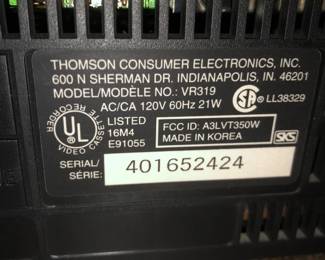 THOMSON CONSUMER ELECTRONICS, INC.
600 N SHERMAN DR. INDIANAPOLIS, IN. 46201
MODEL/MODÈLE NO.: VR319
AC/CA 120V 60Hz 21W
SA LL38329
UL
VIDEO CASSETTE RECORDER
LISTED
16M4
E91055
FCC ID: A3LVT350W
MADE IN KOREA
SKS
SERIAL/
SÉRIE:
401652424